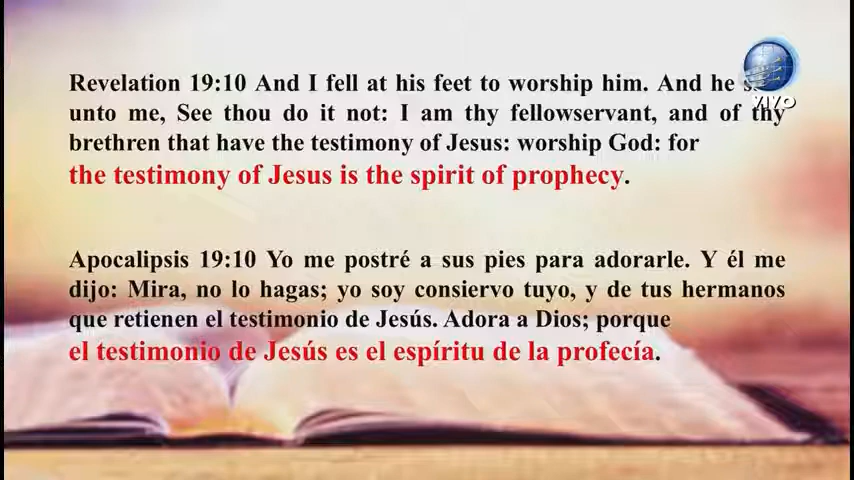 Revelation 19:10 And I fell at his feet to worship him. And he
unto me, See thou do it not: I am thy fellowservant, and of thy
brethren that have the testimony of Jesus: worship God: for
the testimony of Jesus is the spirit of prophecy.
Apocalipsis 19:10 Yo me postré a sus pies para adorarle. Y él me
dijo: Mira, no lo hagas; yo soy consiervo tuyo, y de tus hermanos
que retienen el testimonio de Jesús. Adora a Dios; porque
el testimonio de Jesús es el espíritu de la profecía.
VIVO